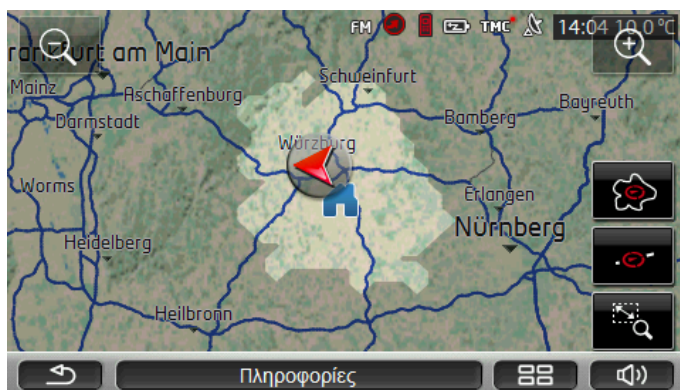 FM TMC 14:04 10.0°C
rankfurt am Main
Schweinfurt
Mainz
Aschaffenburg
Bayreuth
Darmstadt
Bamberg
Würzburg
Worms
Erlangen
Nürnberg
Heidelberg
Heilbronn
Πληροφορίες